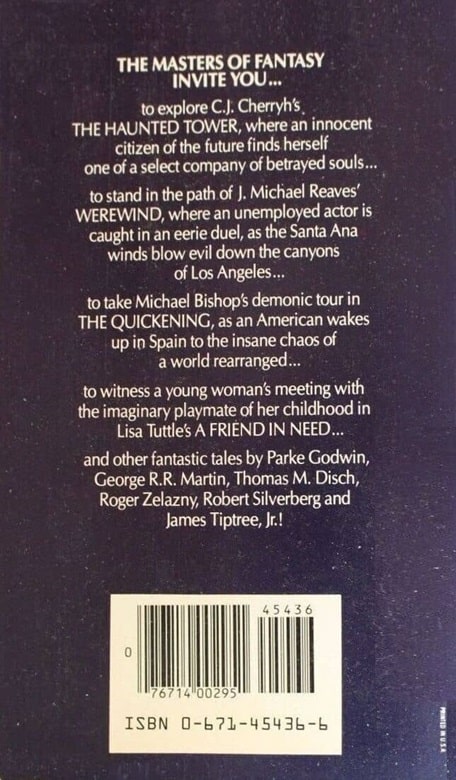 THE MASTERS OF FANTASY
INVITE YOU...
to explore C.J. Cherryh's
THE HAUNTED TOWER, where an innocent
citizen of the future finds herself
one of a select company of betrayed souls...
to stand in the path of J. Michael Reaves'
WEREWIND, where an unemployed actor is
caught in an eerie duel, as the Santa Ana
winds blow evil down the canyons
of Los Angeles...
to take Michael Bishop's demonic tour in
THE QUICKENING, as an American wakes
up in Spain to the insane chaos of
a world rearranged...
to witness a young woman's meeting with
the imaginary playmate of her childhood in
Lisa Tuttle's A FRIEND IN NEED...
and other fantastic tales by Parke Godwin,
George R.R. Martin, Thomas M. Disch,
Roger Zelazny, Robert Silverberg and
James Tiptree, Jr.!
45436
0
76714 00295
ISBN 0-671-45436-6
PRINTED IN U.S.A.